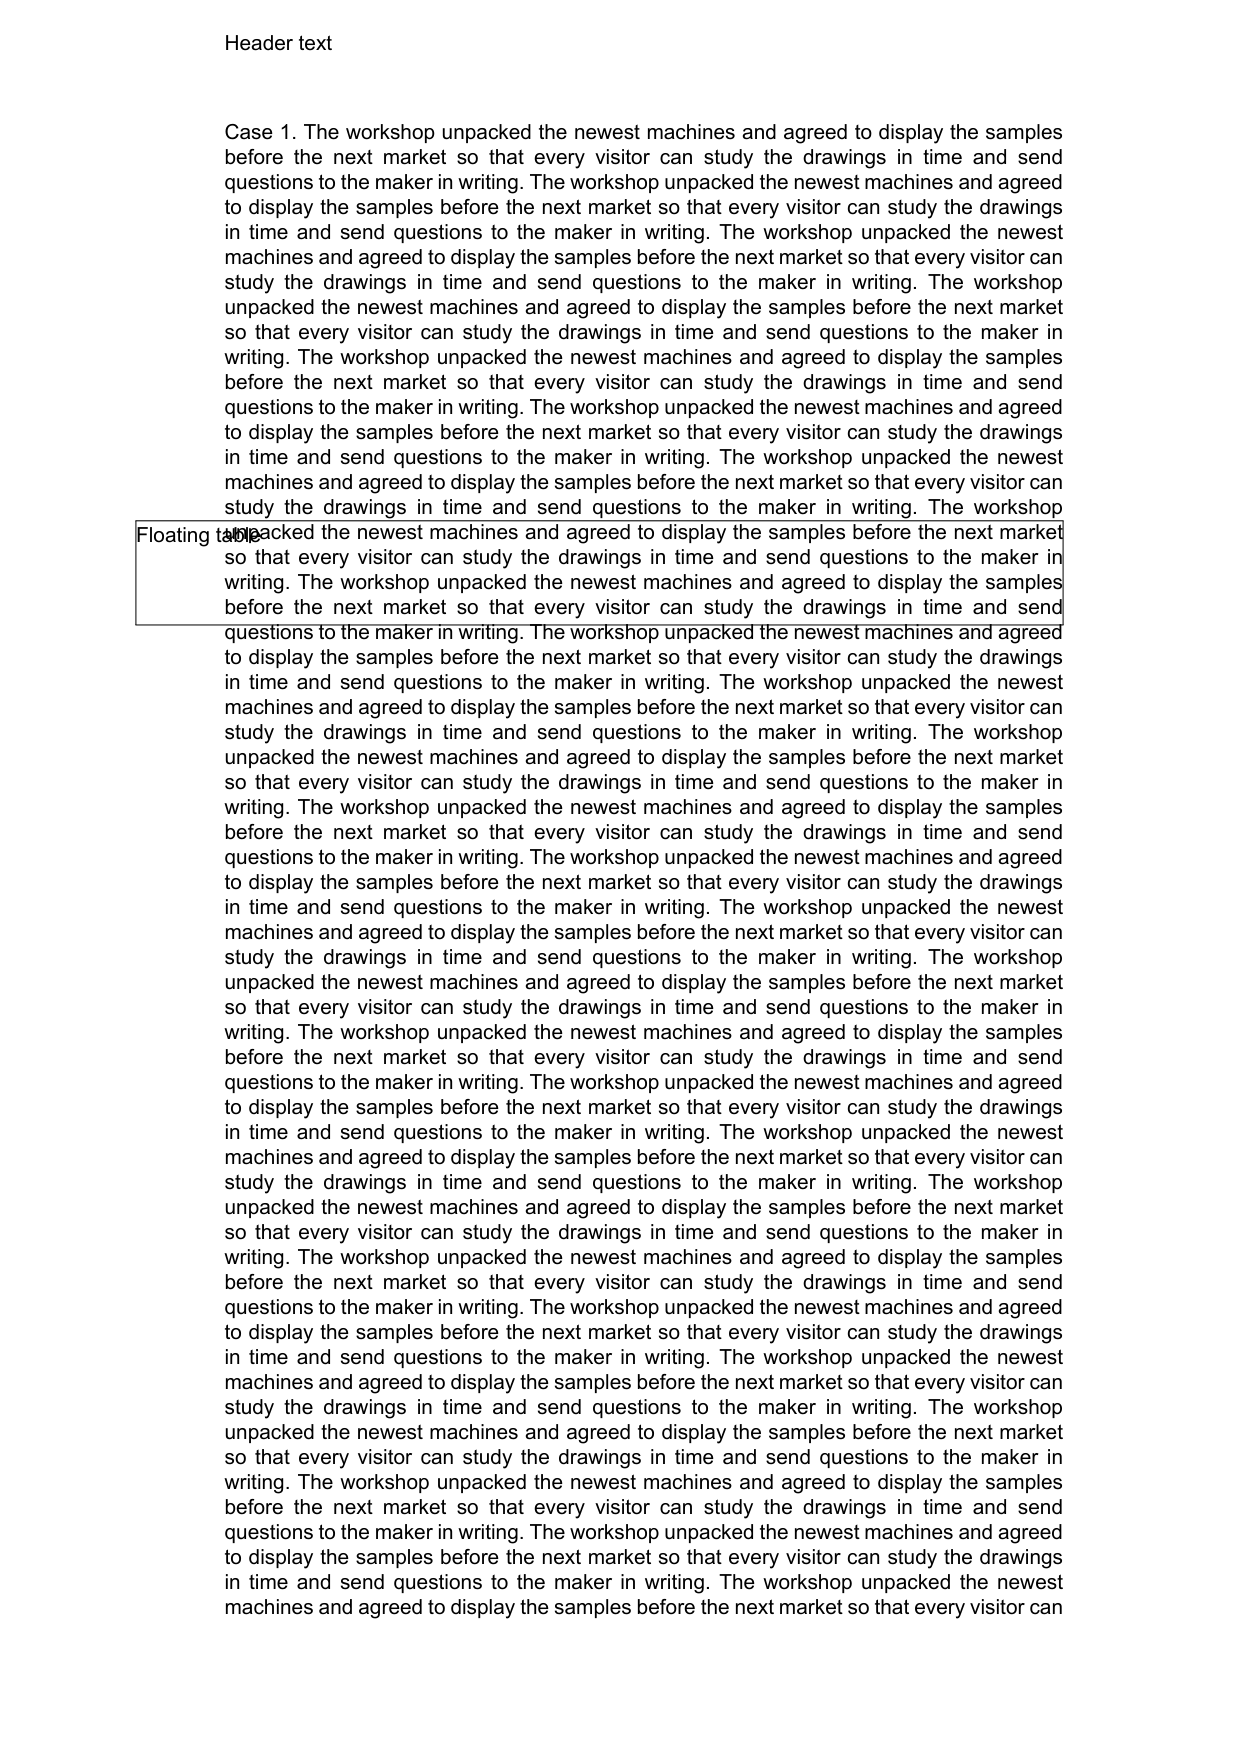 Header text
Case 1. The workshop unpacked the newest machines and agreed to display the samples
before the next market so that every visitor can study the drawings in time and send
questions to the maker in writing. The workshop unpacked the newest machines and agreed
to display the samples before the next market so that every visitor can study the drawings
in time and send questions to the maker in writing. The workshop unpacked the newest
machines and agreed to display the samples before the next market so that every visitor can
study the drawings in time and send questions to the maker in writing. The workshop
unpacked the newest machines and agreed to display the samples before the next market
so that every visitor can study the drawings in time and send questions to the maker in
writing. The workshop unpacked the newest machines and agreed to display the samples
before the next market so that every visitor can study the drawings in time and send
questions to the maker in writing. The workshop unpacked the newest machines and agreed
to display the samples before the next market so that every visitor can study the drawings
in time and send questions to the maker in writing. The workshop unpacked the newest
machines and agreed to display the samples before the next market so that every visitor can
study the drawings in time and send questions to the maker in writing. The workshop
Floating table
unpacked the newest machines and agreed to display the samples before the next market
so that every visitor can study the drawings in time and send questions to the maker in
writing. The workshop unpacked the newest machines and agreed to display the samples
before the next market so that every visitor can study the drawings in time and send
questions to the maker in writing. The workshop unpacked the newest machines and agreed
to display the samples before the next market so that every visitor can study the drawings
in time and send questions to the maker in writing. The workshop unpacked the newest
machines and agreed to display the samples before the next market so that every visitor can
study the drawings in time and send questions to the maker in writing. The workshop
unpacked the newest machines and agreed to display the samples before the next market
so that every visitor can study the drawings in time and send questions to the maker in
writing. The workshop unpacked the newest machines and agreed to display the samples
before the next market so that every visitor can study the drawings in time and send
questions to the maker in writing. The workshop unpacked the newest machines and agreed
to display the samples before the next market so that every visitor can study the drawings
in time and send questions to the maker in writing. The workshop unpacked the newest
machines and agreed to display the samples before the next market so that every visitor can
study the drawings in time and send questions to the maker in writing. The workshop
unpacked the newest machines and agreed to display the samples before the next market
so that every visitor can study the drawings in time and send questions to the maker in
writing. The workshop unpacked the newest machines and agreed to display the samples
before the next market so that every visitor can study the drawings in time and send
questions to the maker in writing. The workshop unpacked the newest machines and agreed
to display the samples before the next market so that every visitor can study the drawings
in time and send questions to the maker in writing. The workshop unpacked the newest
machines and agreed to display the samples before the next market so that every visitor can
study the drawings in time and send questions to the maker in writing. The workshop
unpacked the newest machines and agreed to display the samples before the next market
so that every visitor can study the drawings in time and send questions to the maker in
writing. The workshop unpacked the newest machines and agreed to display the samples
before the next market so that every visitor can study the drawings in time and send
questions to the maker in writing. The workshop unpacked the newest machines and agreed
to display the samples before the next market so that every visitor can study the drawings
in time and send questions to the maker in writing. The workshop unpacked the newest
machines and agreed to display the samples before the next market so that every visitor can
study the drawings in time and send questions to the maker in writing. The workshop
unpacked the newest machines and agreed to display the samples before the next market
so that every visitor can study the drawings in time and send questions to the maker in
writing. The workshop unpacked the newest machines and agreed to display the samples
before the next market so that every visitor can study the drawings in time and send
questions to the maker in writing. The workshop unpacked the newest machines and agreed
to display the samples before the next market so that every visitor can study the drawings
in time and send questions to the maker in writing. The workshop unpacked the newest
machines and agreed to display the samples before the next market so that every visitor can